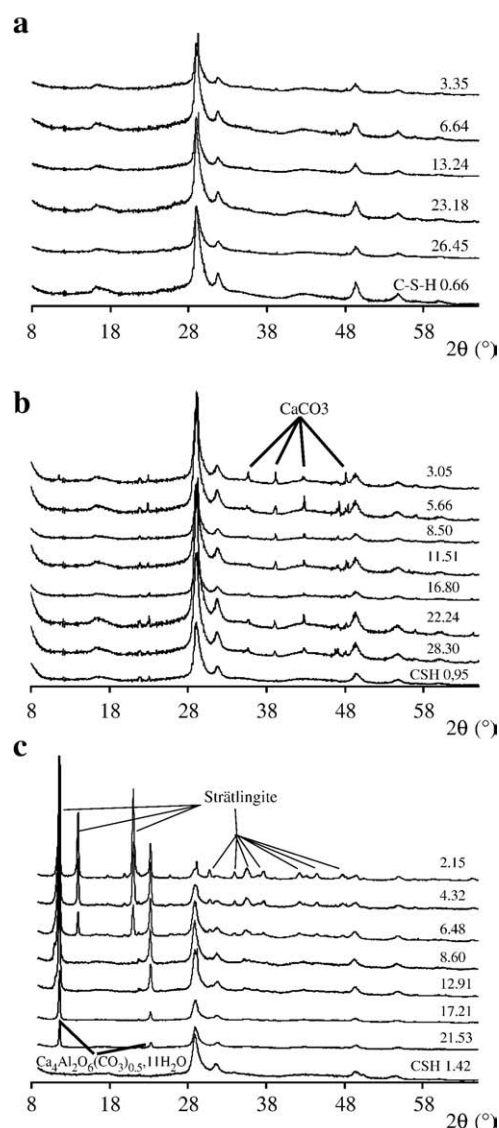 a
3.35
6.64
13.24
23.18
26.45
C-S-H 0.66
8 18 28 38 48 58
2θ (°)
b
CaCO3
3.05
5.66
8.50
11.51
16.80
22.24
28.30
CSH 0,95
8 18 28 38 48 58
2θ (°)
c
Strätlingite
2.15
4.32
6.48
8.60
12.91
17.21
21.53
Ca4Al2O6(CO3)0.5,11H2O
CSH 1.42
8 18 28 38 48 58
2θ (°)